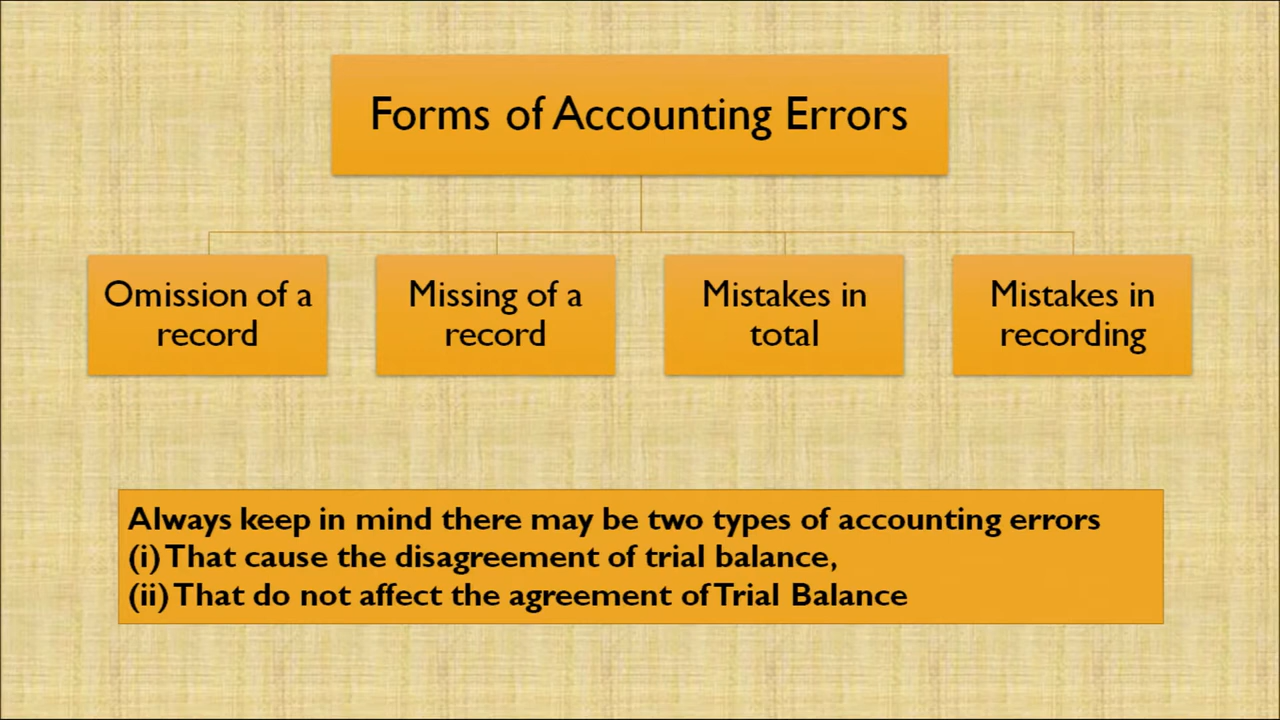 Forms of Accounting Errors
Omission of a
record
Missing of a
record
Mistakes in
total
Mistakes in
recording
Always keep in mind there may be two types of accounting errors
(i) That cause the disagreement of trial balance,
(ii) That do not affect the agreement of Trial Balance